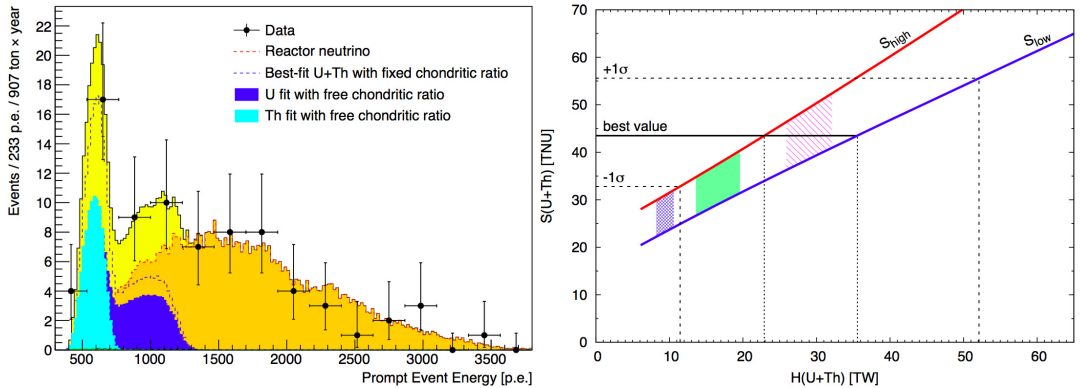 Events / 233 p.e. / 907 ton × year
22
20
18
16
14
12
10
8
6
4
2
0
Data
Reactor neutrino
Best-fit U+Th with fixed chondritic ratio
U fit with free chondritic ratio
Th fit with free chondritic ratio
500 1000 1500 2000 2500 3000 3500
Prompt Event Energy [p.e.]
S(U+Th) [TNU]
70
60
50
40
30
20
10
0
S high
S low
+1σ
best value
-1σ
0 10 20 30 40 50 60
H(U+Th) [TW]